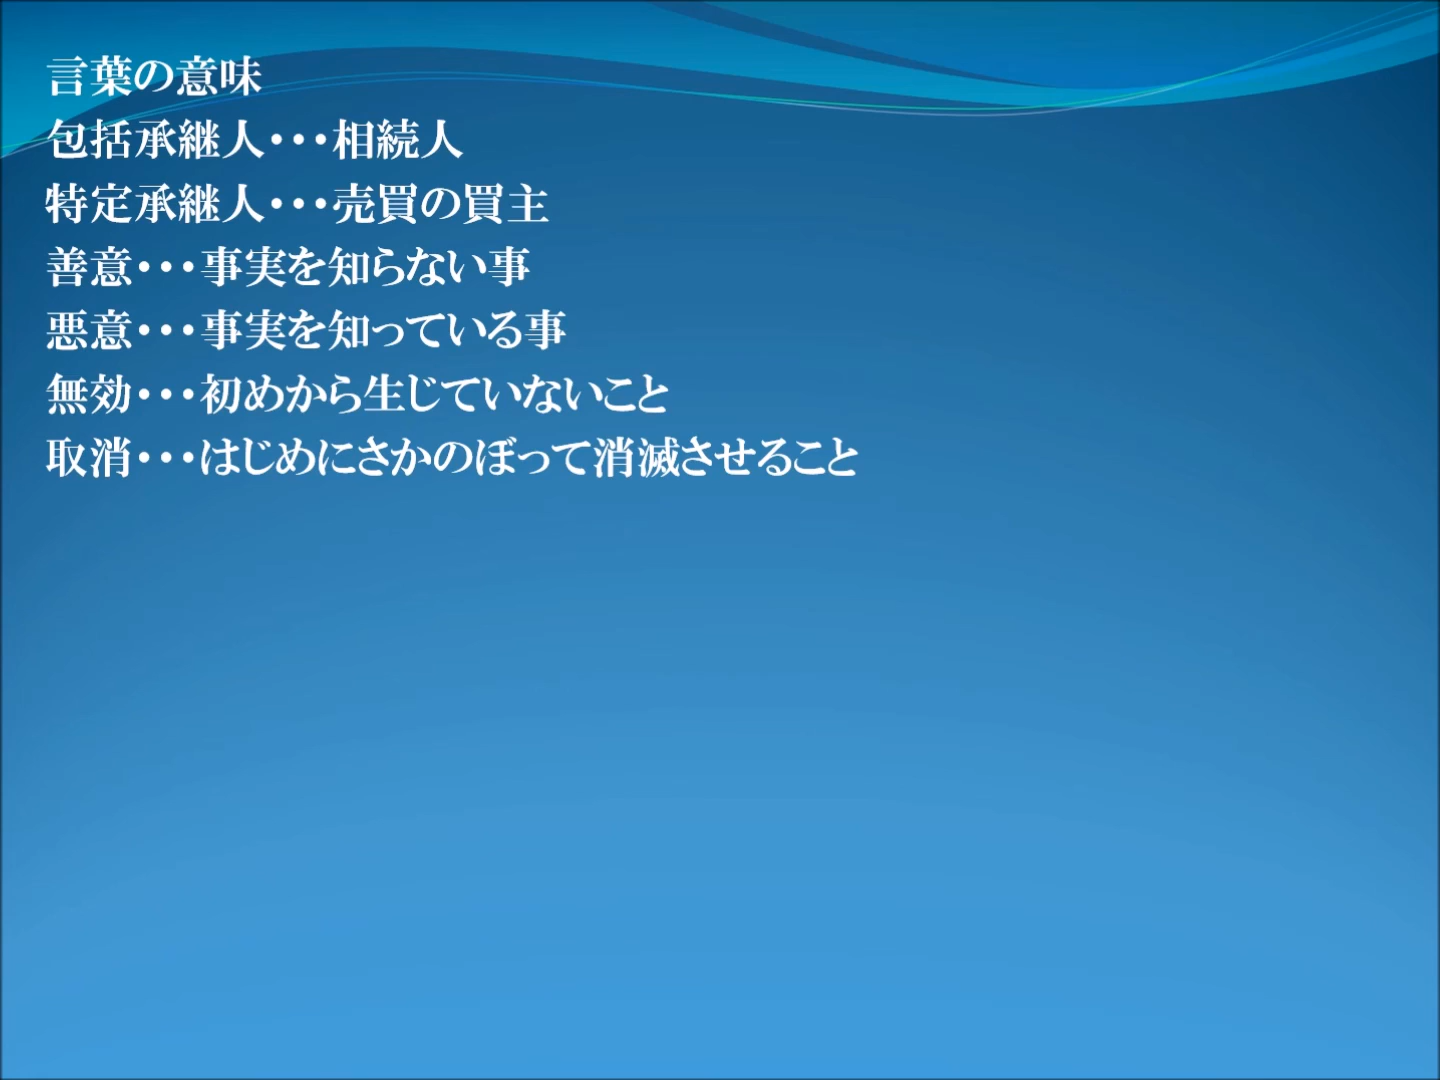 言葉の意味
包括承継人・・・相続人
特定承継人・・・売買の買主
善意・・・事実を知らない事
悪意・・・事実を知っている事
無効・・・初めから生じていないこと
取消・・・はじめにさかのぼって消滅させること